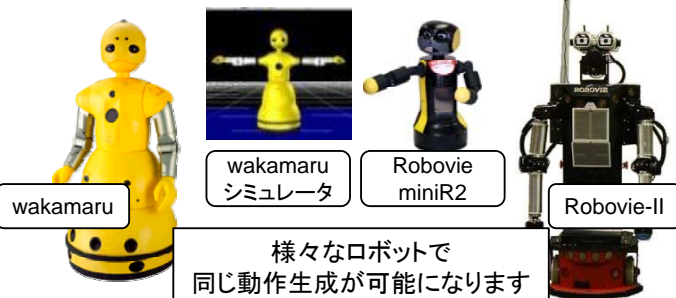 ROBOVIE
wakamaru
wakamaru
シミュレータ
Robovie
miniR2
Robovie-II
様々なロボットで
同じ動作生成が可能になります